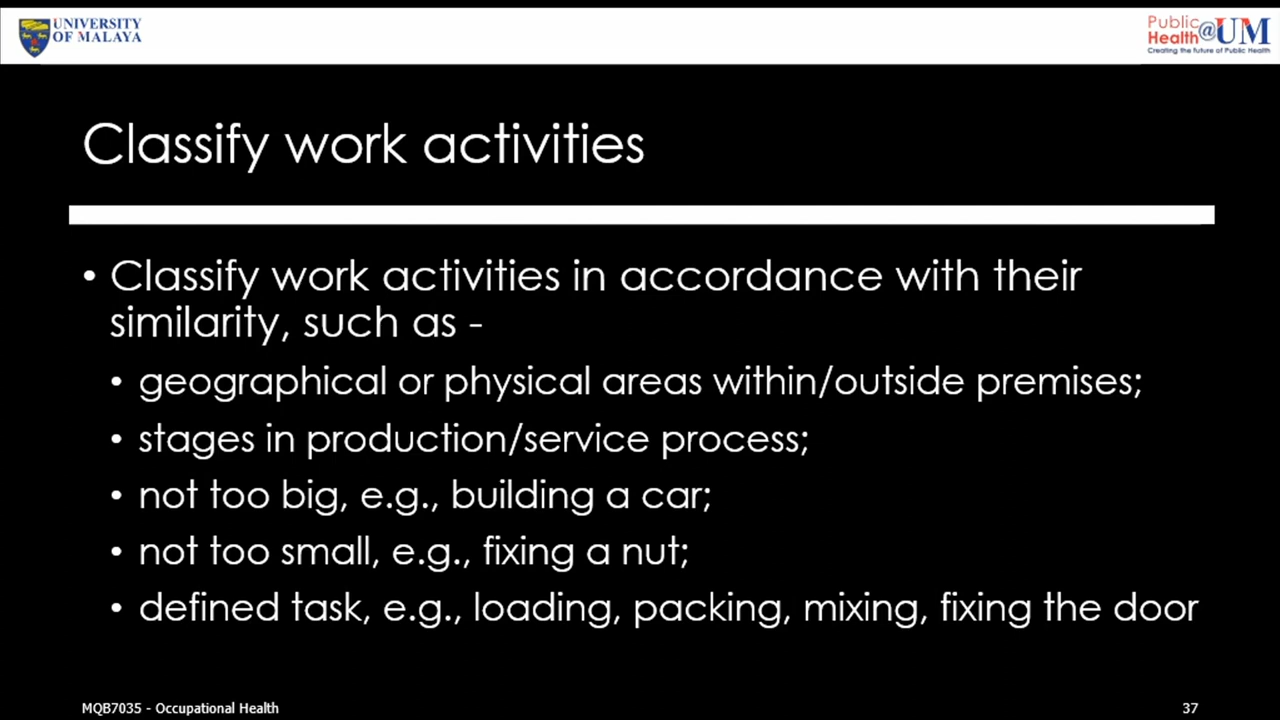 UNIVERSITY
OF MALAYA
Public
Health@UM
Creating the future of Public Health
Classify work activities
• Classify work activities in accordance with their
similarity, such as -
• geographical or physical areas within/outside premises;
• stages in production/service process;
• not too big, e.g., building a car;
• not too small, e.g., fixing a nut;
• defined task, e.g., loading, packing, mixing, fixing the door
MQB7035 - Occupational Health
37